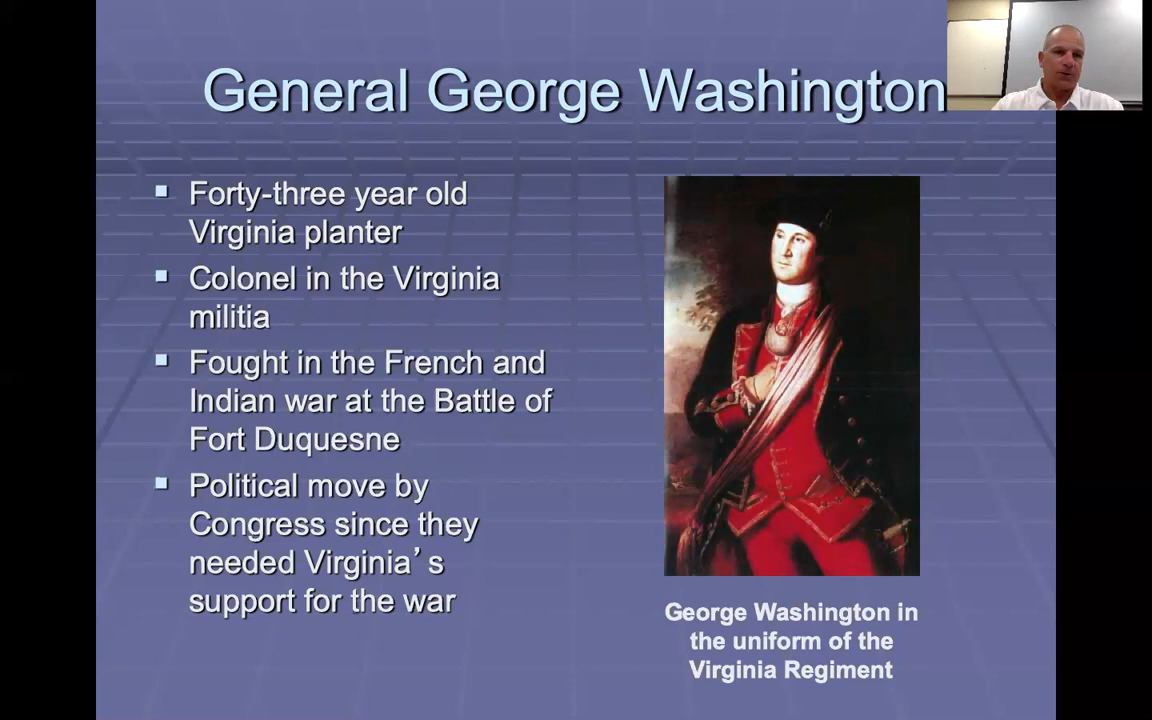 General George Washington
Forty-three year old
Virginia planter
Colonel in the Virginia
militia
Fought in the French and
Indian war at the Battle of
Fort Duquesne
Political move by
Congress since they
needed Virginia’s
support for the war
George Washington in
the uniform of the
Virginia Regiment